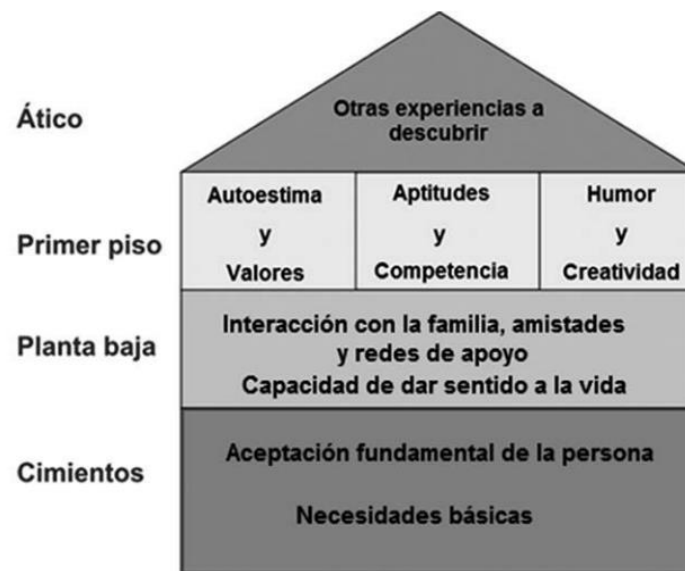 Ático
Otras experiencias a
descubrir
Primer piso
Autoestima
y
Valores
Aptitudes
y
Competencia
Humor
y
Creatividad
Planta baja
Interacción con la familia, amistades
y redes de apoyo
Capacidad de dar sentido a la vida
Cimientos
Aceptación fundamental de la persona
Necesidades básicas